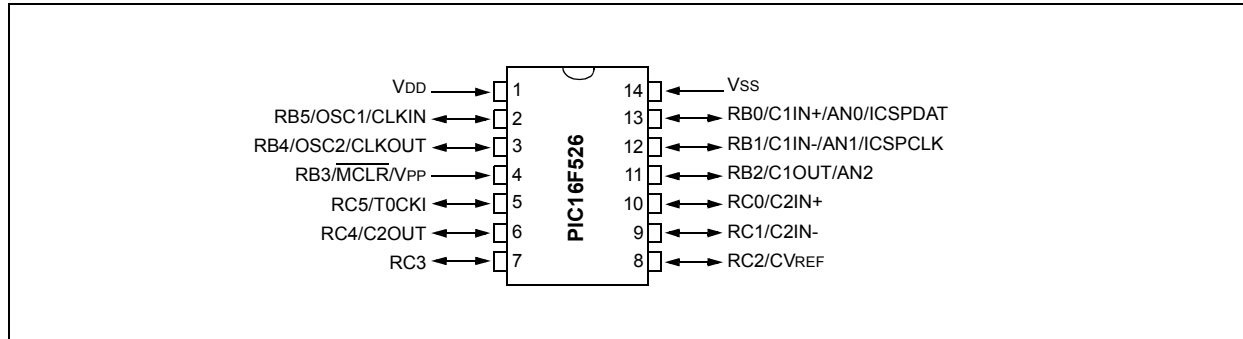 VDD 1 14 VSS
RB5/OSC1/CLKIN 2 13 RB0/C1IN+/AN0/ICSPDAT
RB4/OSC2/CLKOUT 3 12 RB1/C1IN-/AN1/ICSPCLK
RB3/MCLR/VPP 4 11 RB2/C1OUT/AN2
RC5/T0CKI 5 10 RC0/C2IN+
RC4/C2OUT 6 9 RC1/C2IN-
RC3 7 8 RC2/CVREF
PIC16F526